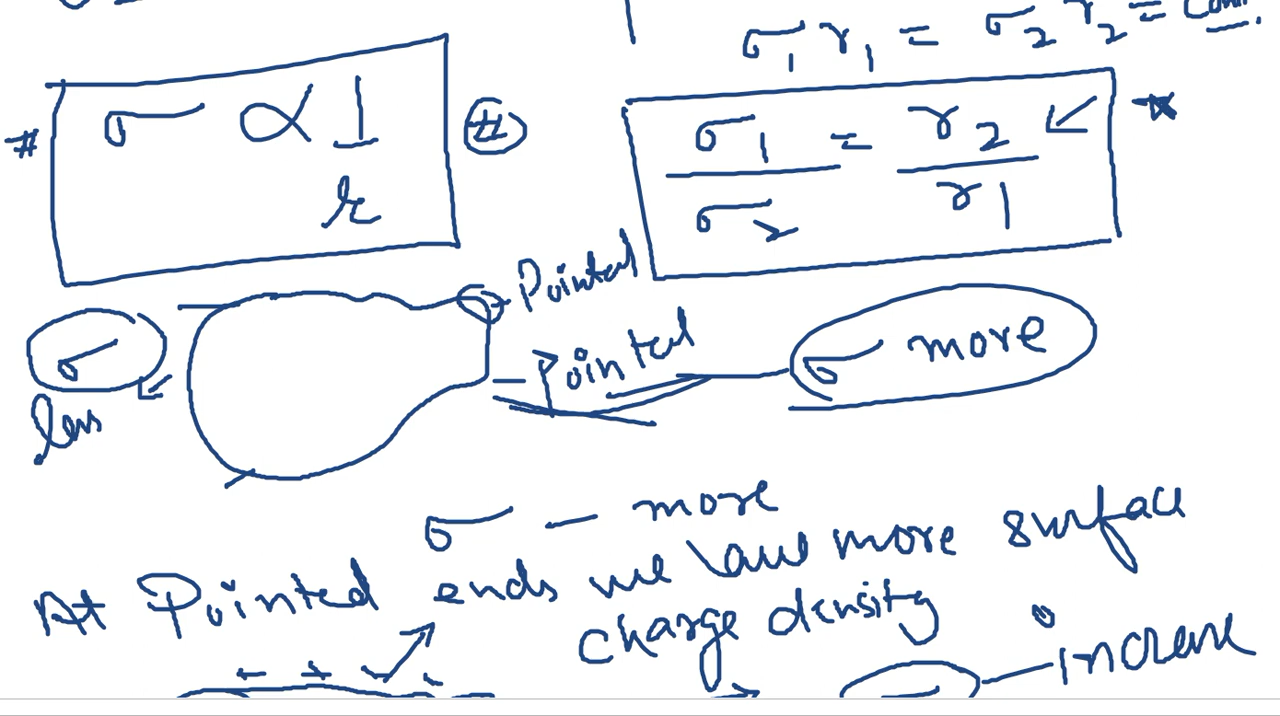 σ₁ r₁ = σ₂ r₂ = Con
# σ ∝ 1/r #
σ₁/σ₂ = r₂/r₁
Pointed
σ
less
Pointed
σ more
σ — more
At Pointed ends we have more surface
charge density
increase